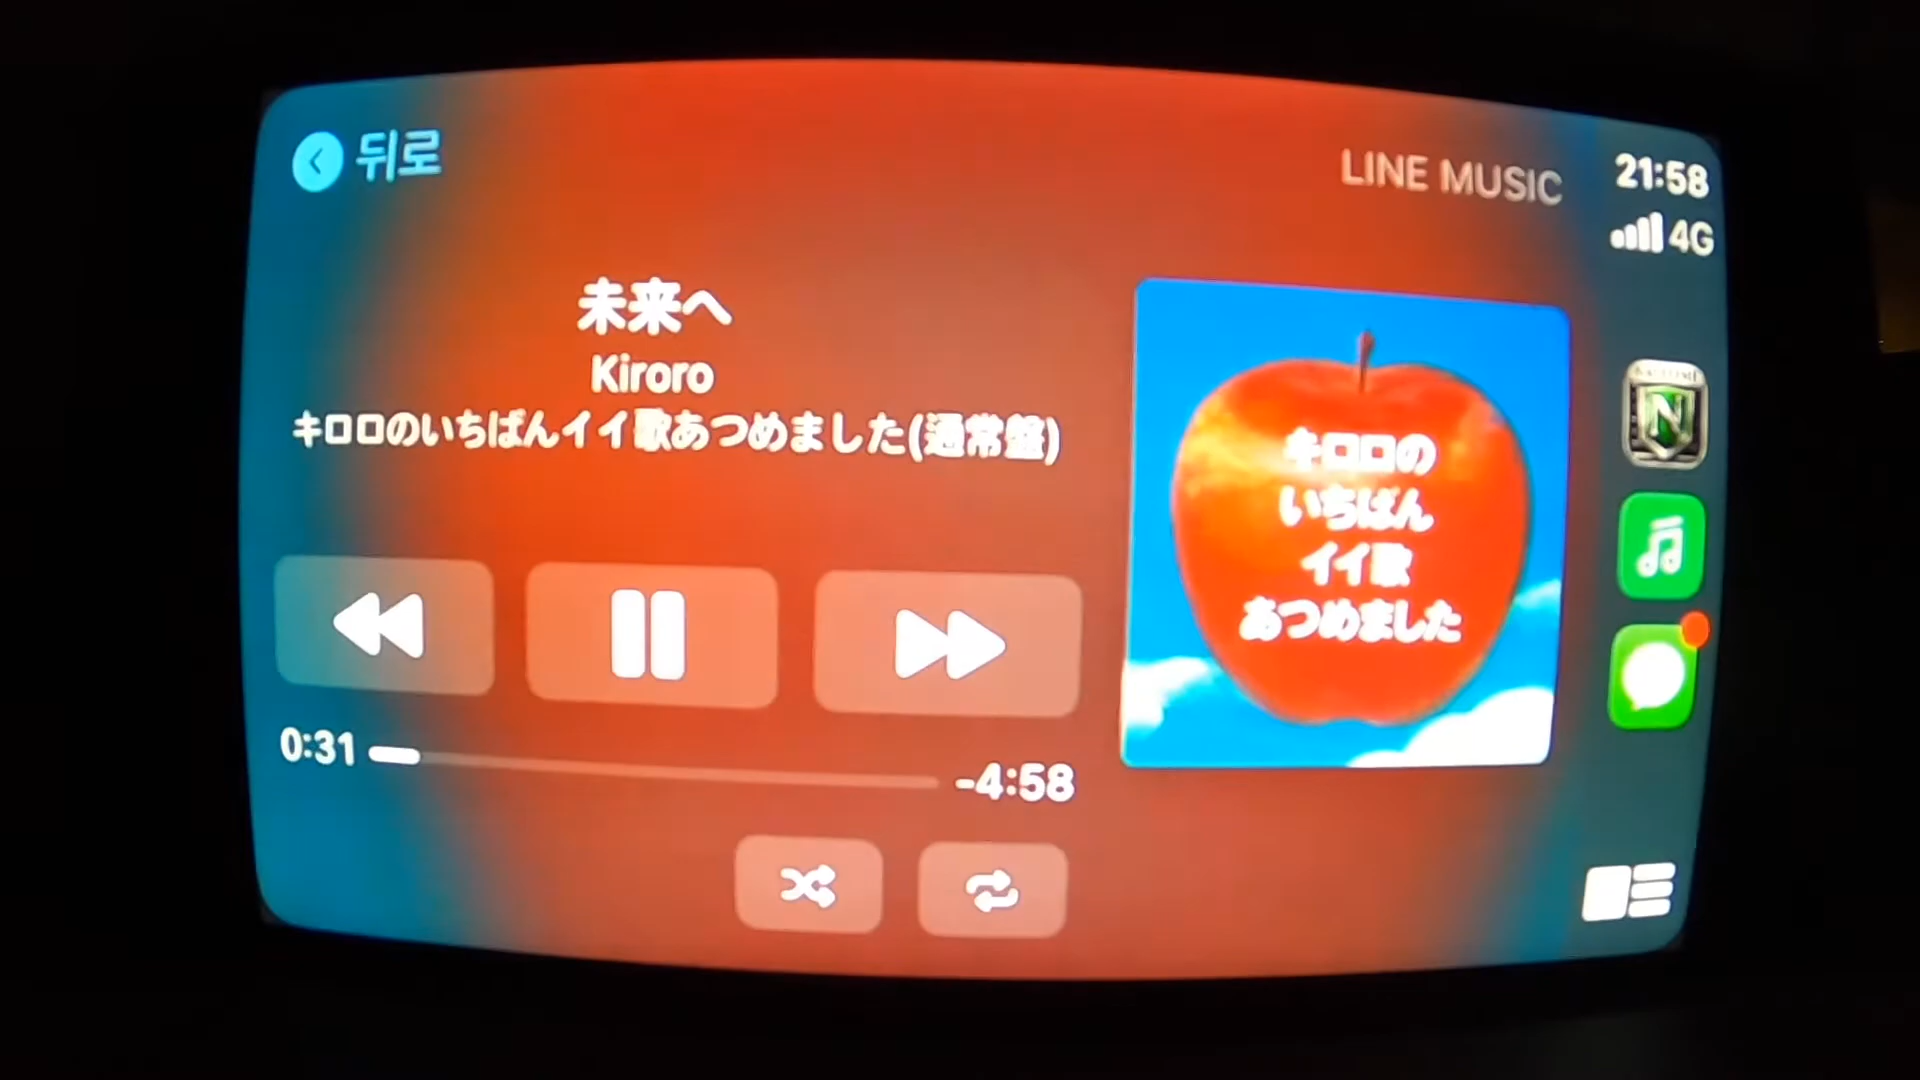 뒤로
LINE MUSIC
21:58
4G
未来へ
Kiroro
キロロのいちばんイイ歌あつめました(通常盤)
キロロの
いちばん
イイ歌
あつめました
N
0:31
-4:58